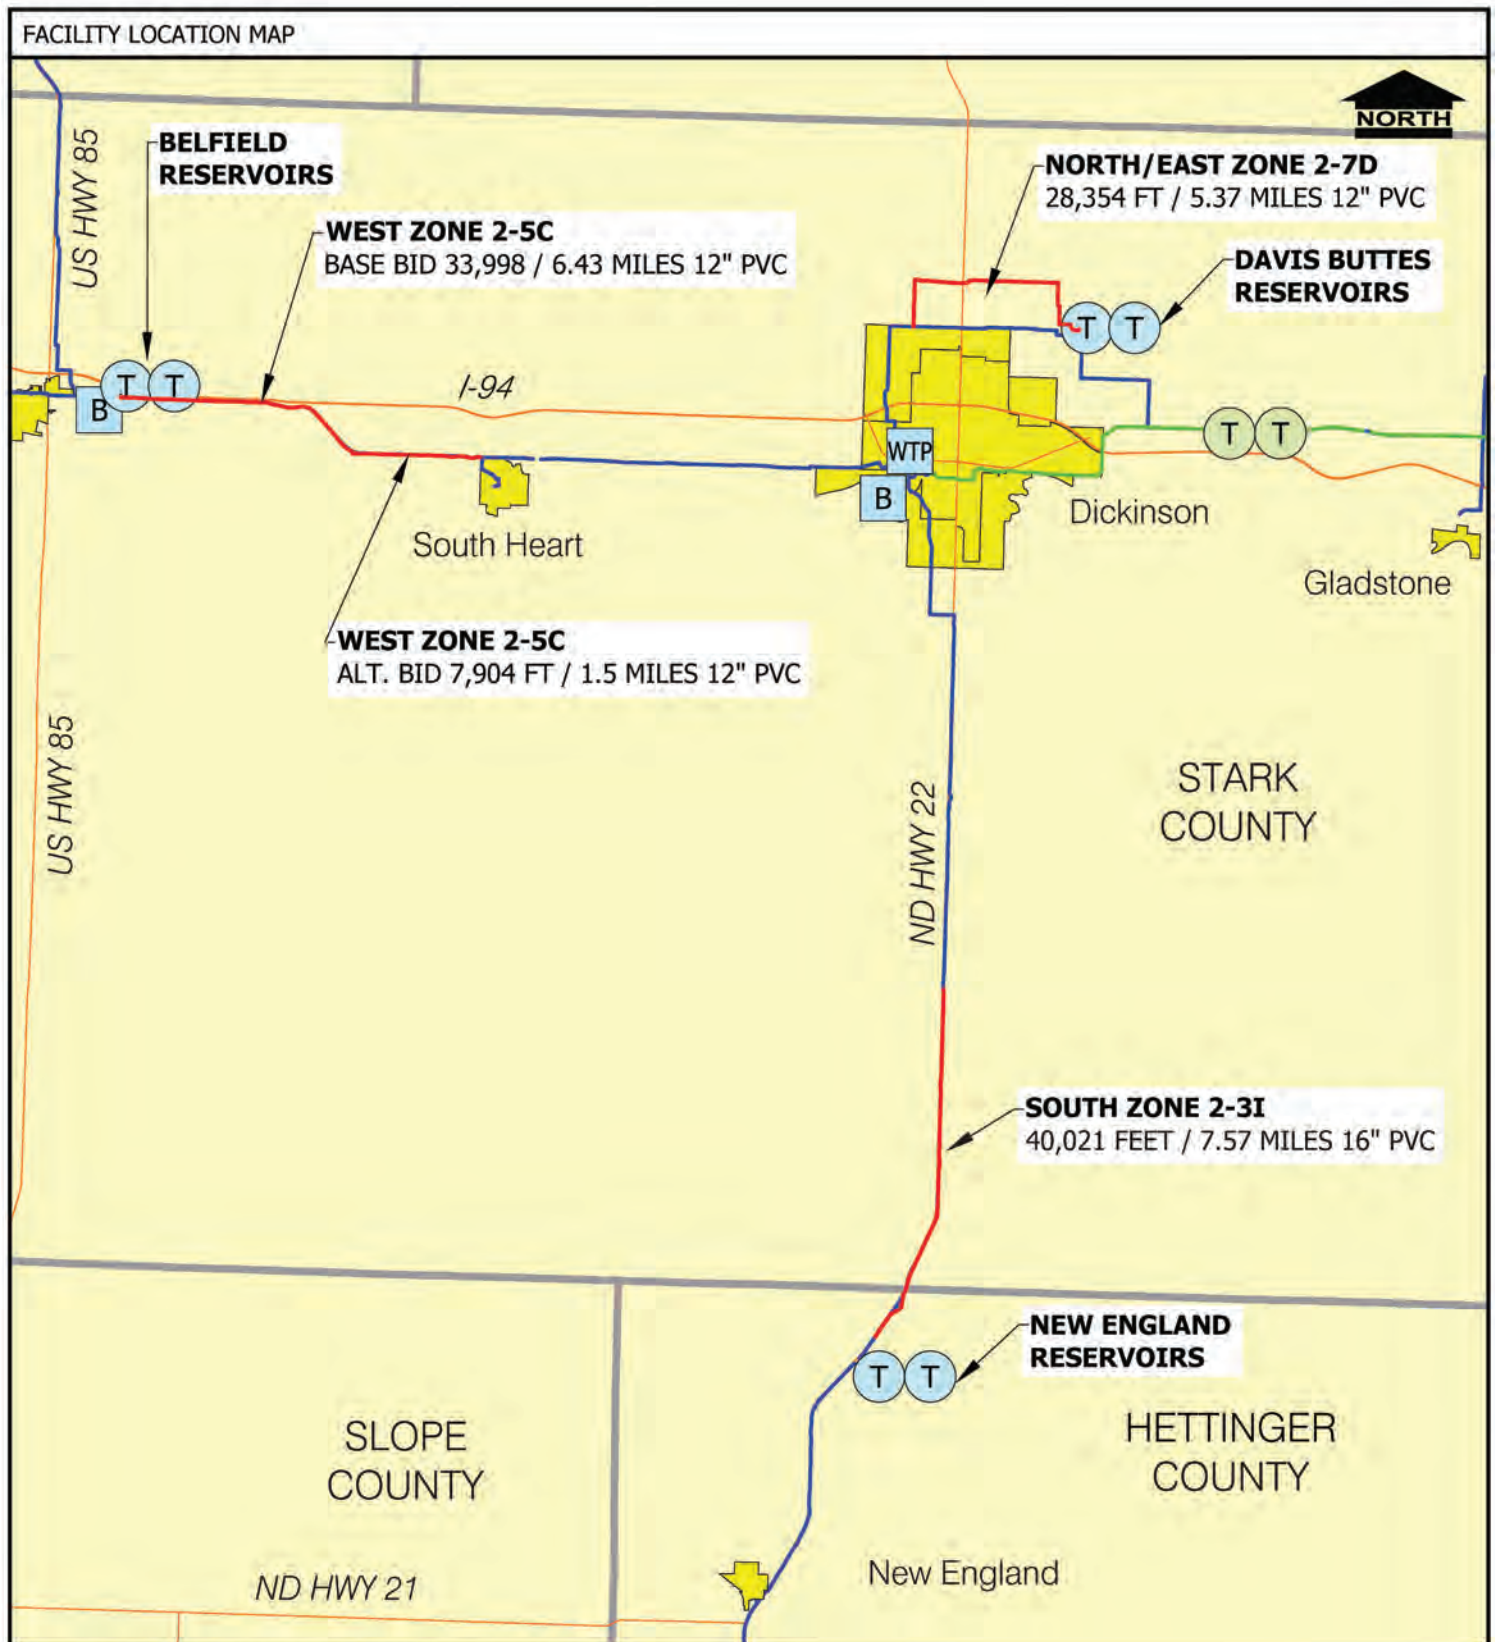 FACILITY LOCATION MAP
NORTH
US HWY 85
BELFIELD
RESERVOIRS
WEST ZONE 2-5C
BASE BID 33,998 / 6.43 MILES 12" PVC
NORTH/EAST ZONE 2-7D
28,354 FT / 5.37 MILES 12" PVC
DAVIS BUTTES
RESERVOIRS
T T
T T
B
I-94
T T
WTP
B
Dickinson
South Heart
Gladstone
WEST ZONE 2-5C
ALT. BID 7,904 FT / 1.5 MILES 12" PVC
US HWY 85
ND HWY 22
STARK
COUNTY
SOUTH ZONE 2-3I
40,021 FEET / 7.57 MILES 16" PVC
NEW ENGLAND
RESERVOIRS
T T
SLOPE
COUNTY
HETTINGER
COUNTY
New England
ND HWY 21